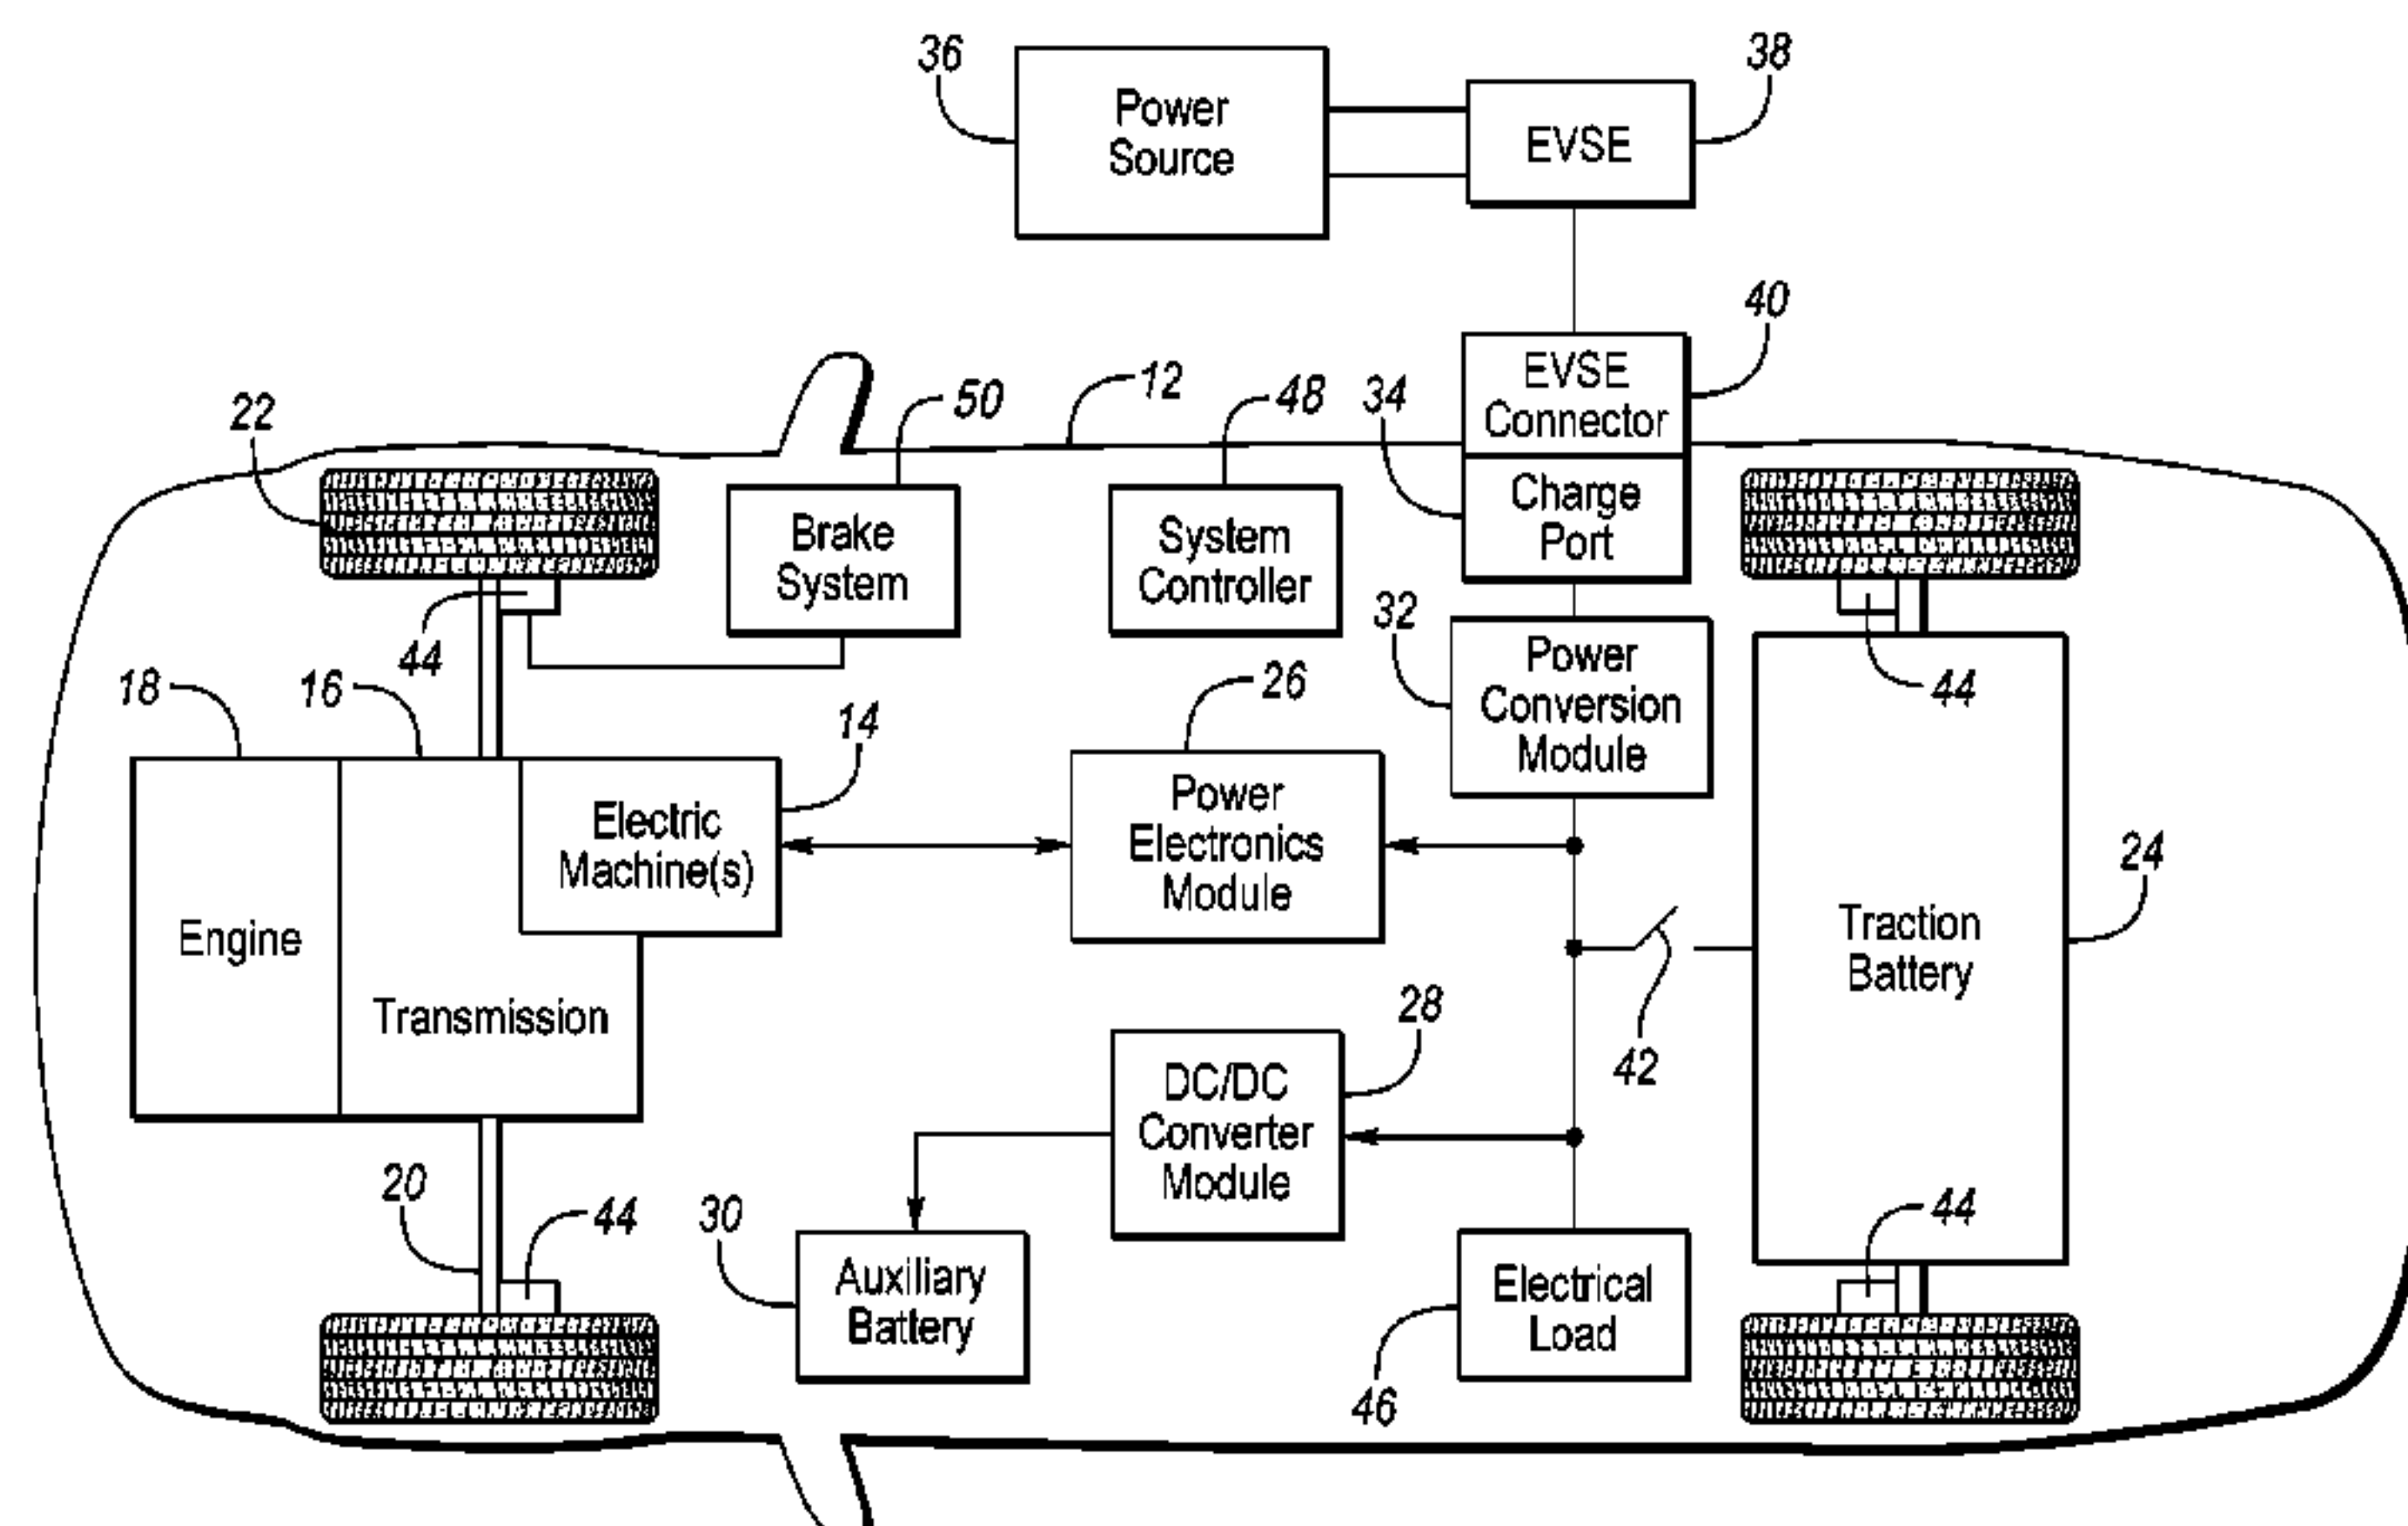 36
Power
Source
38
EVSE
40
EVSE
Connector
12
50
48
34
22
Charge
Port
Brake
System
System
Controller
44
32
Power
Conversion
Module
44
18
16
14
26
Electric
Machine(s)
Power
Electronics
Module
24
Engine
Traction
Battery
Transmission
42
28
DC/DC
Converter
Module
20
44
30
44
Auxiliary
Battery
Electrical
Load
46